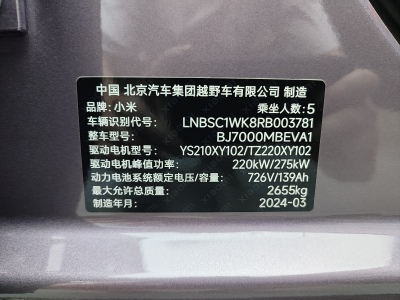 中国 北京汽车集团越野车有限公司 制造
品牌：小米 乘坐人数：5
车辆识别代号： LNBSC1WK8RB003781
整车型号： BJ7000MBEVA1
驱动电机型号： YS210XY102/TZ220XY102
驱动电机峰值功率： 220kW/275kW
动力电池系统额定电压/容量： 726V/139Ah
最大允许总质量： 2655kg
制造年月： 2024-03